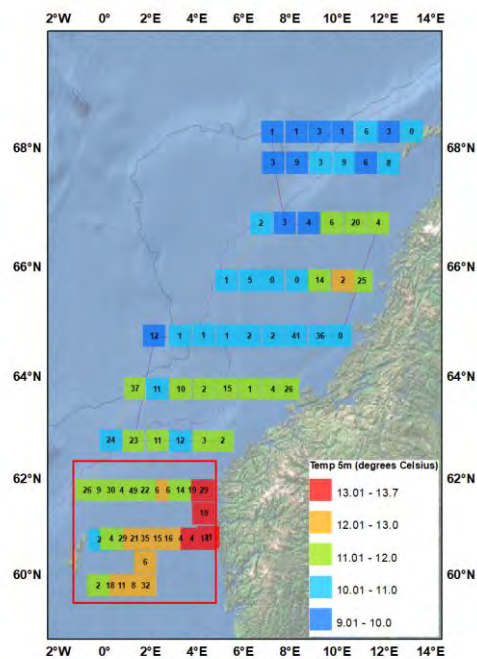 2°W 0° 2°E 4°E 6°E 8°E 10°E 12°E 14°E
1 1 3 1 6 3 0
68°N 68°N
3 9 3 9 6 8
2 3 4 6 20 4
66°N 66°N
1 5 0 0 14 2 25
12 1 1 1 2 2 41 36 0
64°N 64°N
37 11 10 2 15 1 4 26
24 23 11 12 3 2
62°N 62°N
Temp 5m (degrees Celsius)
26 9 30 4 49 22 6 6 14 19 29
13.01 - 13.7
19
12.01 - 13.0
2 4 29 21 35 15 16 4 4
11.01 - 12.0
6
60°N 60°N
10.01 - 11.0
2 18 11 8 32
9.01 - 10.0
2°W 0° 2°E 4°E 6°E 8°E 10°E 12°E 14°E